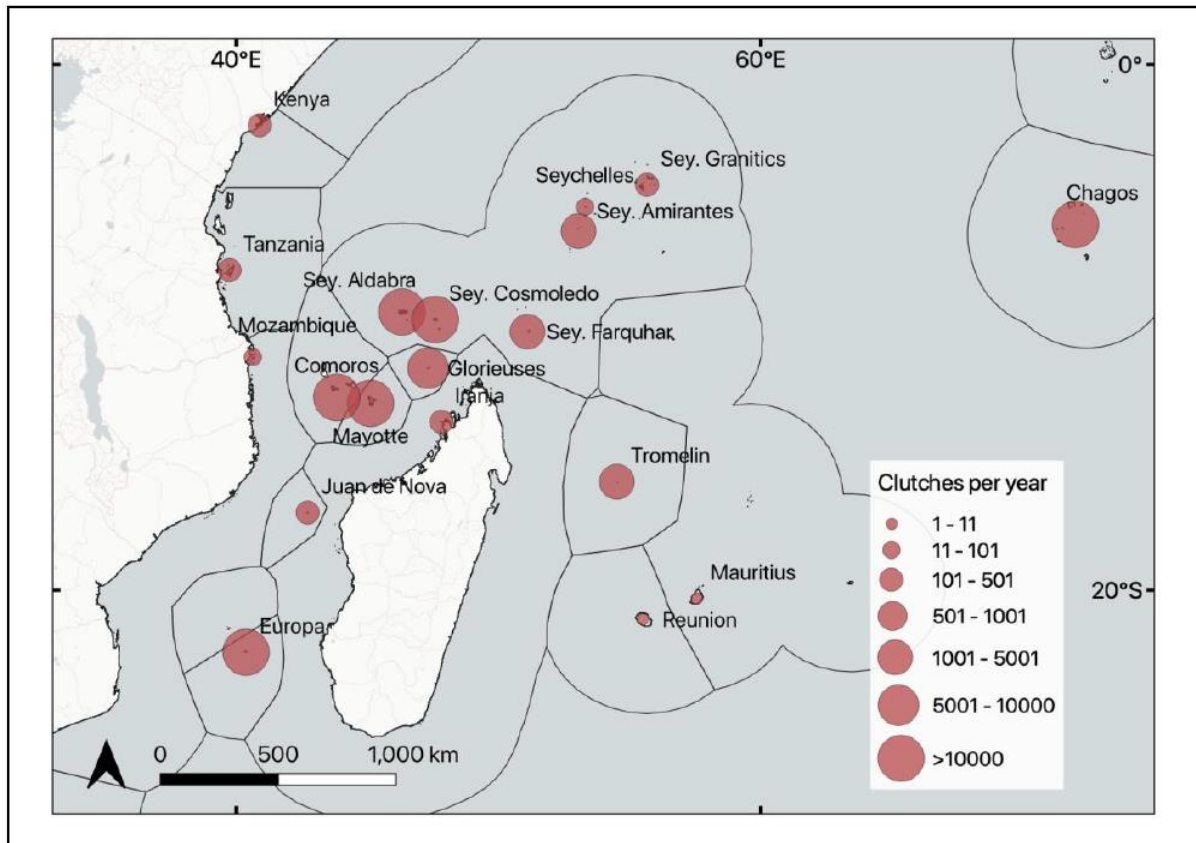 40°E
60°E
0°
Kenya
Sey. Granitics
Seychelles
Chagos
Sey. Amirantes
Tanzania
Sey. Aldabra
Sey. Cosmoledo
Mozambique
Sey. Farquhar
Comoros
Glorieuses
Irania
Mayotte
Tromelin
Juan de Nova
Clutches per year
1 - 11
11 - 101
101 - 501
501 - 1001
1001 - 5001
5001 - 10000
>10000
Mauritius
20°S
Reunion
Europa
0 500 1,000 km